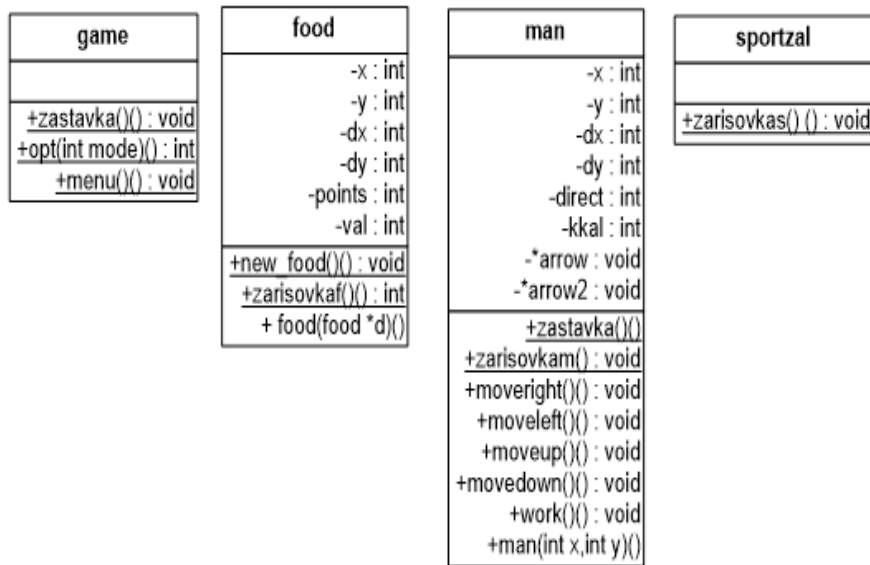 game
+zastavka()() : void
+opt(int mode)() : int
+menu()() : void
food
-x : int
-y : int
-dx : int
-dy : int
-points : int
-val : int
+new_food()() : void
+zarisovkaf()() : int
+ food(food *d)()
man
-x : int
-y : int
-dx : int
-dy : int
-direct : int
-kkal : int
-*arrow : void
-*arrow2 : void
+zastavka()()
+zarisovkam() : void
+moveright()() : void
+moveleft()() : void
+moveup()() : void
+movedown()() : void
+work()() : void
+man(int x,int y)()
sportzal
+zarisovkas() () : void